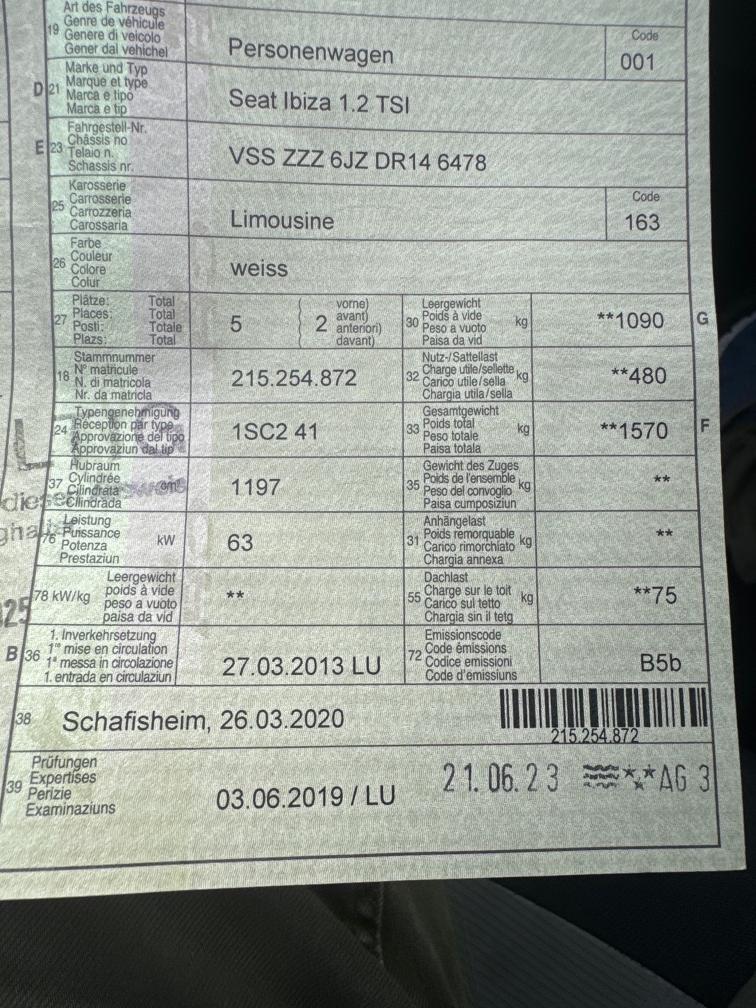 Art des Fahrzeugs
19 Genre de véhicule
Genere di veicolo
Gener dal vehichel
Personenwagen
Code
001
D 21 Marke und Typ
Marque et type
Marca e tipo
Marca e tip
Seat Ibiza 1.2 TSI
E 23 Fahrgestell-Nr.
Châssis no
Telaio n.
Schassis nr.
VSS ZZZ 6JZ DR14 6478
25 Karosserie
Carrosserie
Carrozzeria
Carossaria
Limousine
Code
163
26 Farbe
Couleur
Colore
Colur
weiss
27 Plätze: Total
Places: Total
Posti: Totale
Plazs: Total
5
2
vorne)
avant)
anteriori)
davant)
30 Leergewicht
Poids à vide
Peso a vuoto
Paisa da vid
kg
**1090
G
18 Stammnummer
N° matricule
N. di matricola
Nr. da matricla
215.254.872
32 Nutz-/Sattellast
Charge utile/sellette
Carico utile/sella
Chargia utila/sella
kg
**480
24 Typengenehmigung
Réception par type
Approvazione del tipo
Approvaziun dal tip
1SC2 41
33 Gesamtgewicht
Poids total
Peso totale
Paisa totala
kg
**1570
F
37 Hubraum
Cylindrée
Cilindrata
Cilindrada
cm³
1197
35 Gewicht des Zuges
Poids de l'ensemble
Peso del convoglio
Paisa cumposiziun
kg
**
76 Leistung
Puissance
Potenza
Prestaziun
kW
63
31 Anhängelast
Poids remorquable
Carico rimorchiato
Chargia annexa
kg
**
78 kW/kg
Leergewicht
poids à vide
peso a vuoto
paisa da vid
**
55 Dachlast
Charge sur le toit
Carico sul tetto
Chargia sin il tetg
kg
**75
B 36 1. Inverkehrsetzung
1re mise en circulation
1a messa in circolazione
1. entrada en circulaziun
27.03.2013 LU
72 Emissionscode
Code émissions
Codice emissioni
Code d'emissiuns
B5b
38 Schafisheim, 26.03.2020
215.254.872
39 Prüfungen
Expertises
Perizie
Examinaziuns
03.06.2019 / LU
21.06.23
AG 3